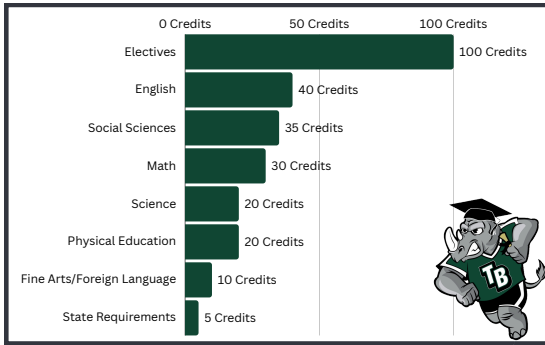 0 Credits 50 Credits 100 Credits
Electives 100 Credits
English 40 Credits
Social Sciences 35 Credits
Math 30 Credits
Science 20 Credits
Physical Education 20 Credits
Fine Arts/Foreign Language 10 Credits
State Requirements 5 Credits
TB